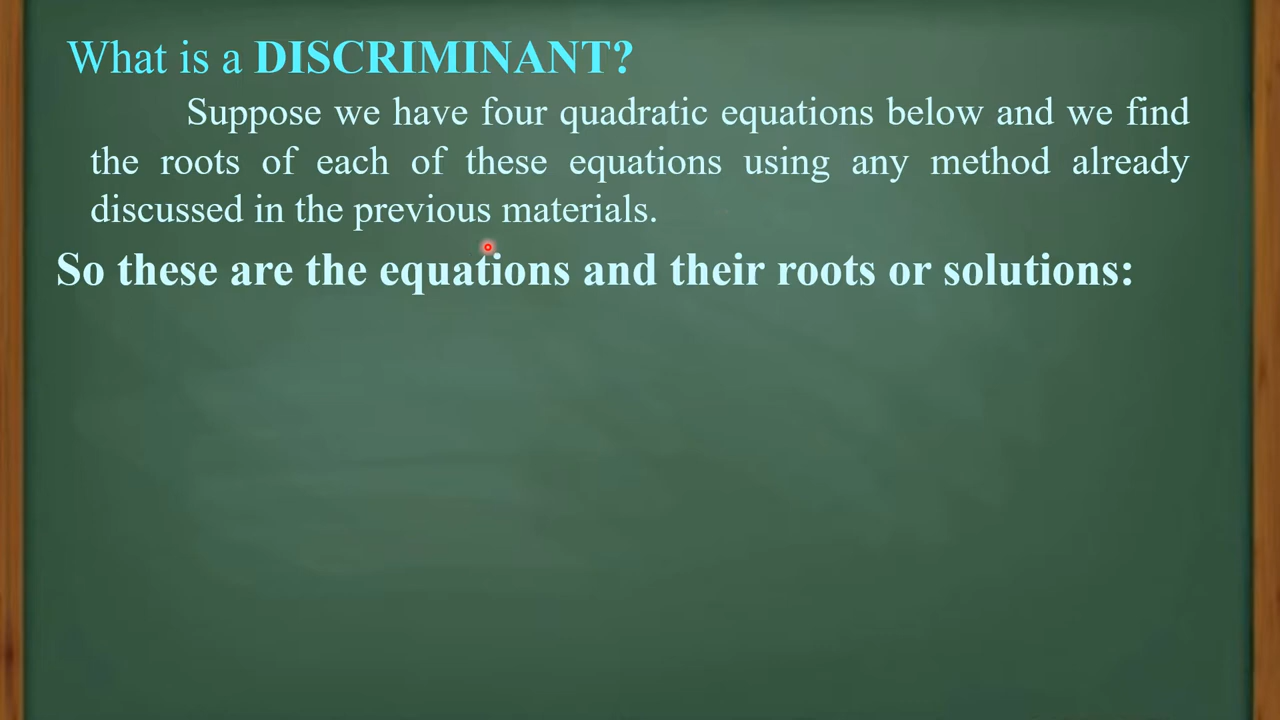 What is a DISCRIMINANT?
Suppose we have four quadratic equations below and we find
the roots of each of these equations using any method already
discussed in the previous materials.
So these are the equations and their roots or solutions: